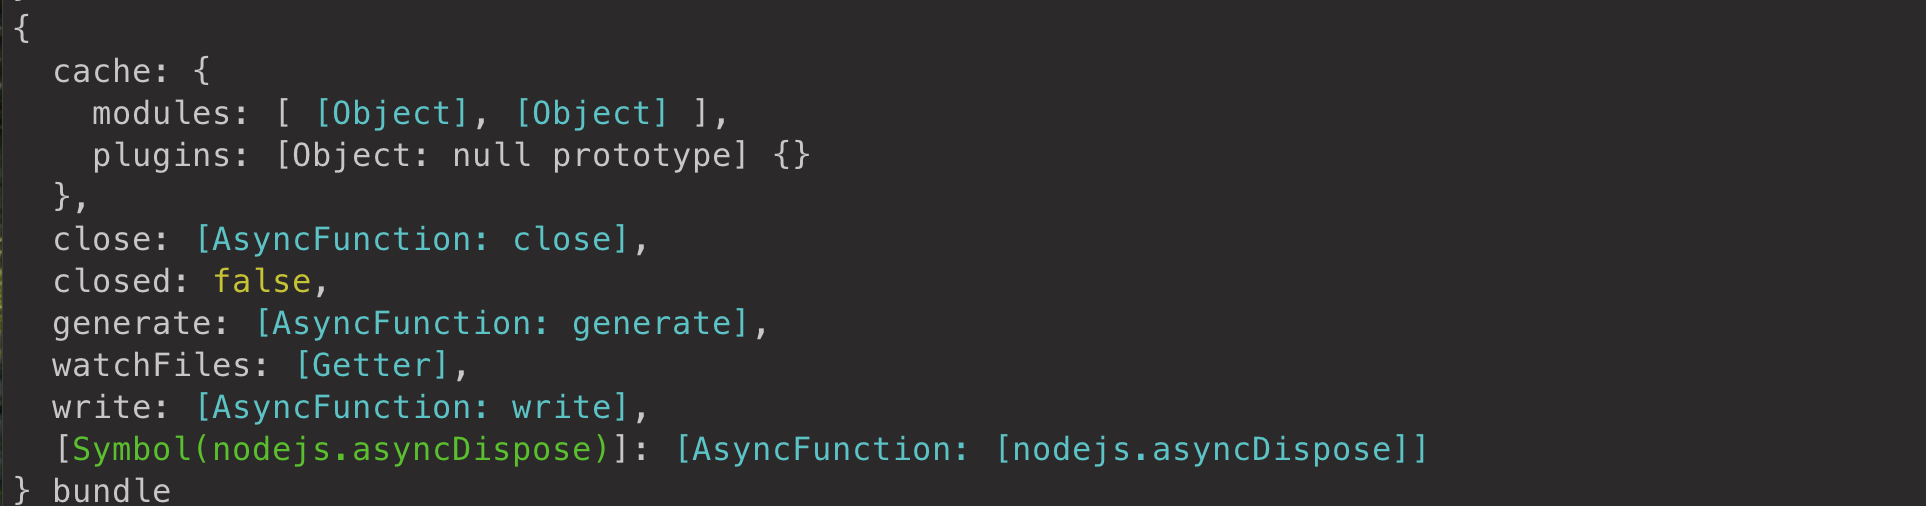 {
  cache: {
    modules: [ [Object], [Object] ],
    plugins: [Object: null prototype] {}
  },
  close: [AsyncFunction: close],
  closed: false,
  generate: [AsyncFunction: generate],
  watchFiles: [Getter],
  write: [AsyncFunction: write],
  [Symbol(nodejs.asyncDispose)]: [AsyncFunction: [nodejs.asyncDispose]]
} bundle